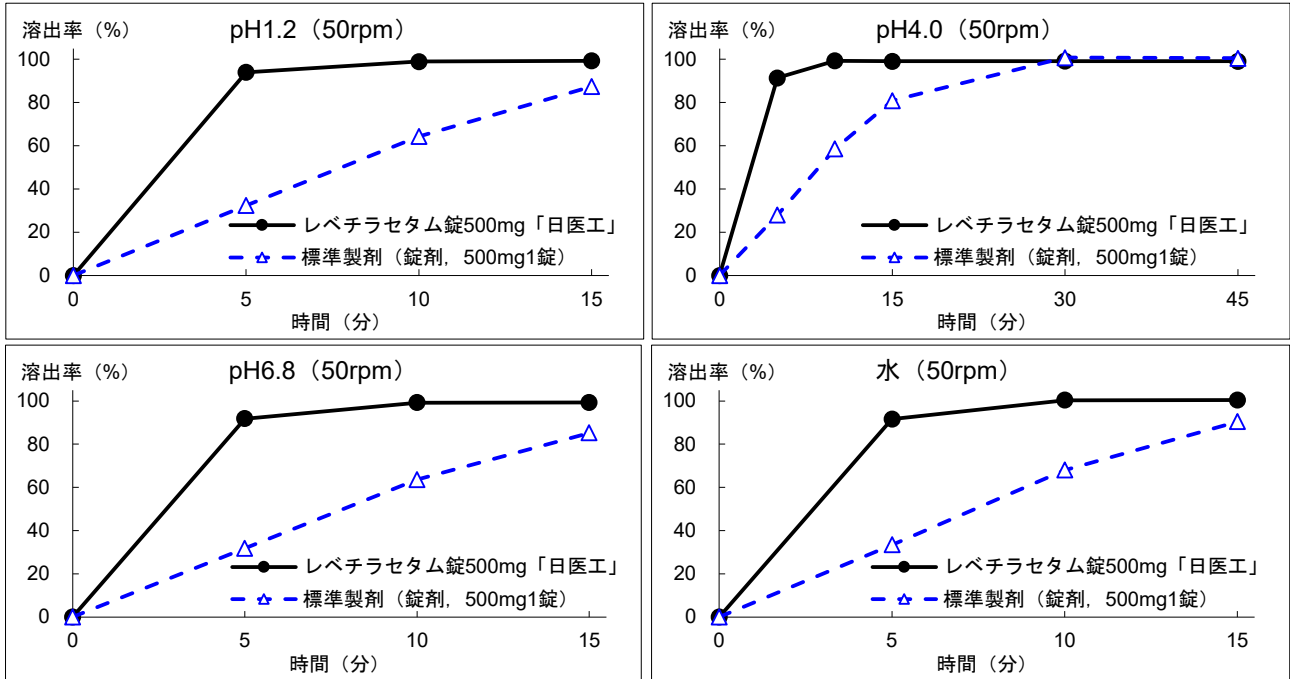 溶出率（%）
pH1.2（50rpm）
100
80
60
40
20
0
レベチラセタム錠500mg「日医工」
標準製剤（錠剤，500mg1錠）
0
5
10
15
時間（分）
溶出率（%）
pH4.0（50rpm）
100
80
60
40
20
0
レベチラセタム錠500mg「日医工」
標準製剤（錠剤，500mg1錠）
0
15
30
45
時間（分）
溶出率（%）
pH6.8（50rpm）
100
80
60
40
20
0
レベチラセタム錠500mg「日医工」
標準製剤（錠剤，500mg1錠）
0
5
10
15
時間（分）
溶出率（%）
水（50rpm）
100
80
60
40
20
0
レベチラセタム錠500mg「日医工」
標準製剤（錠剤，500mg1錠）
0
5
10
15
時間（分）